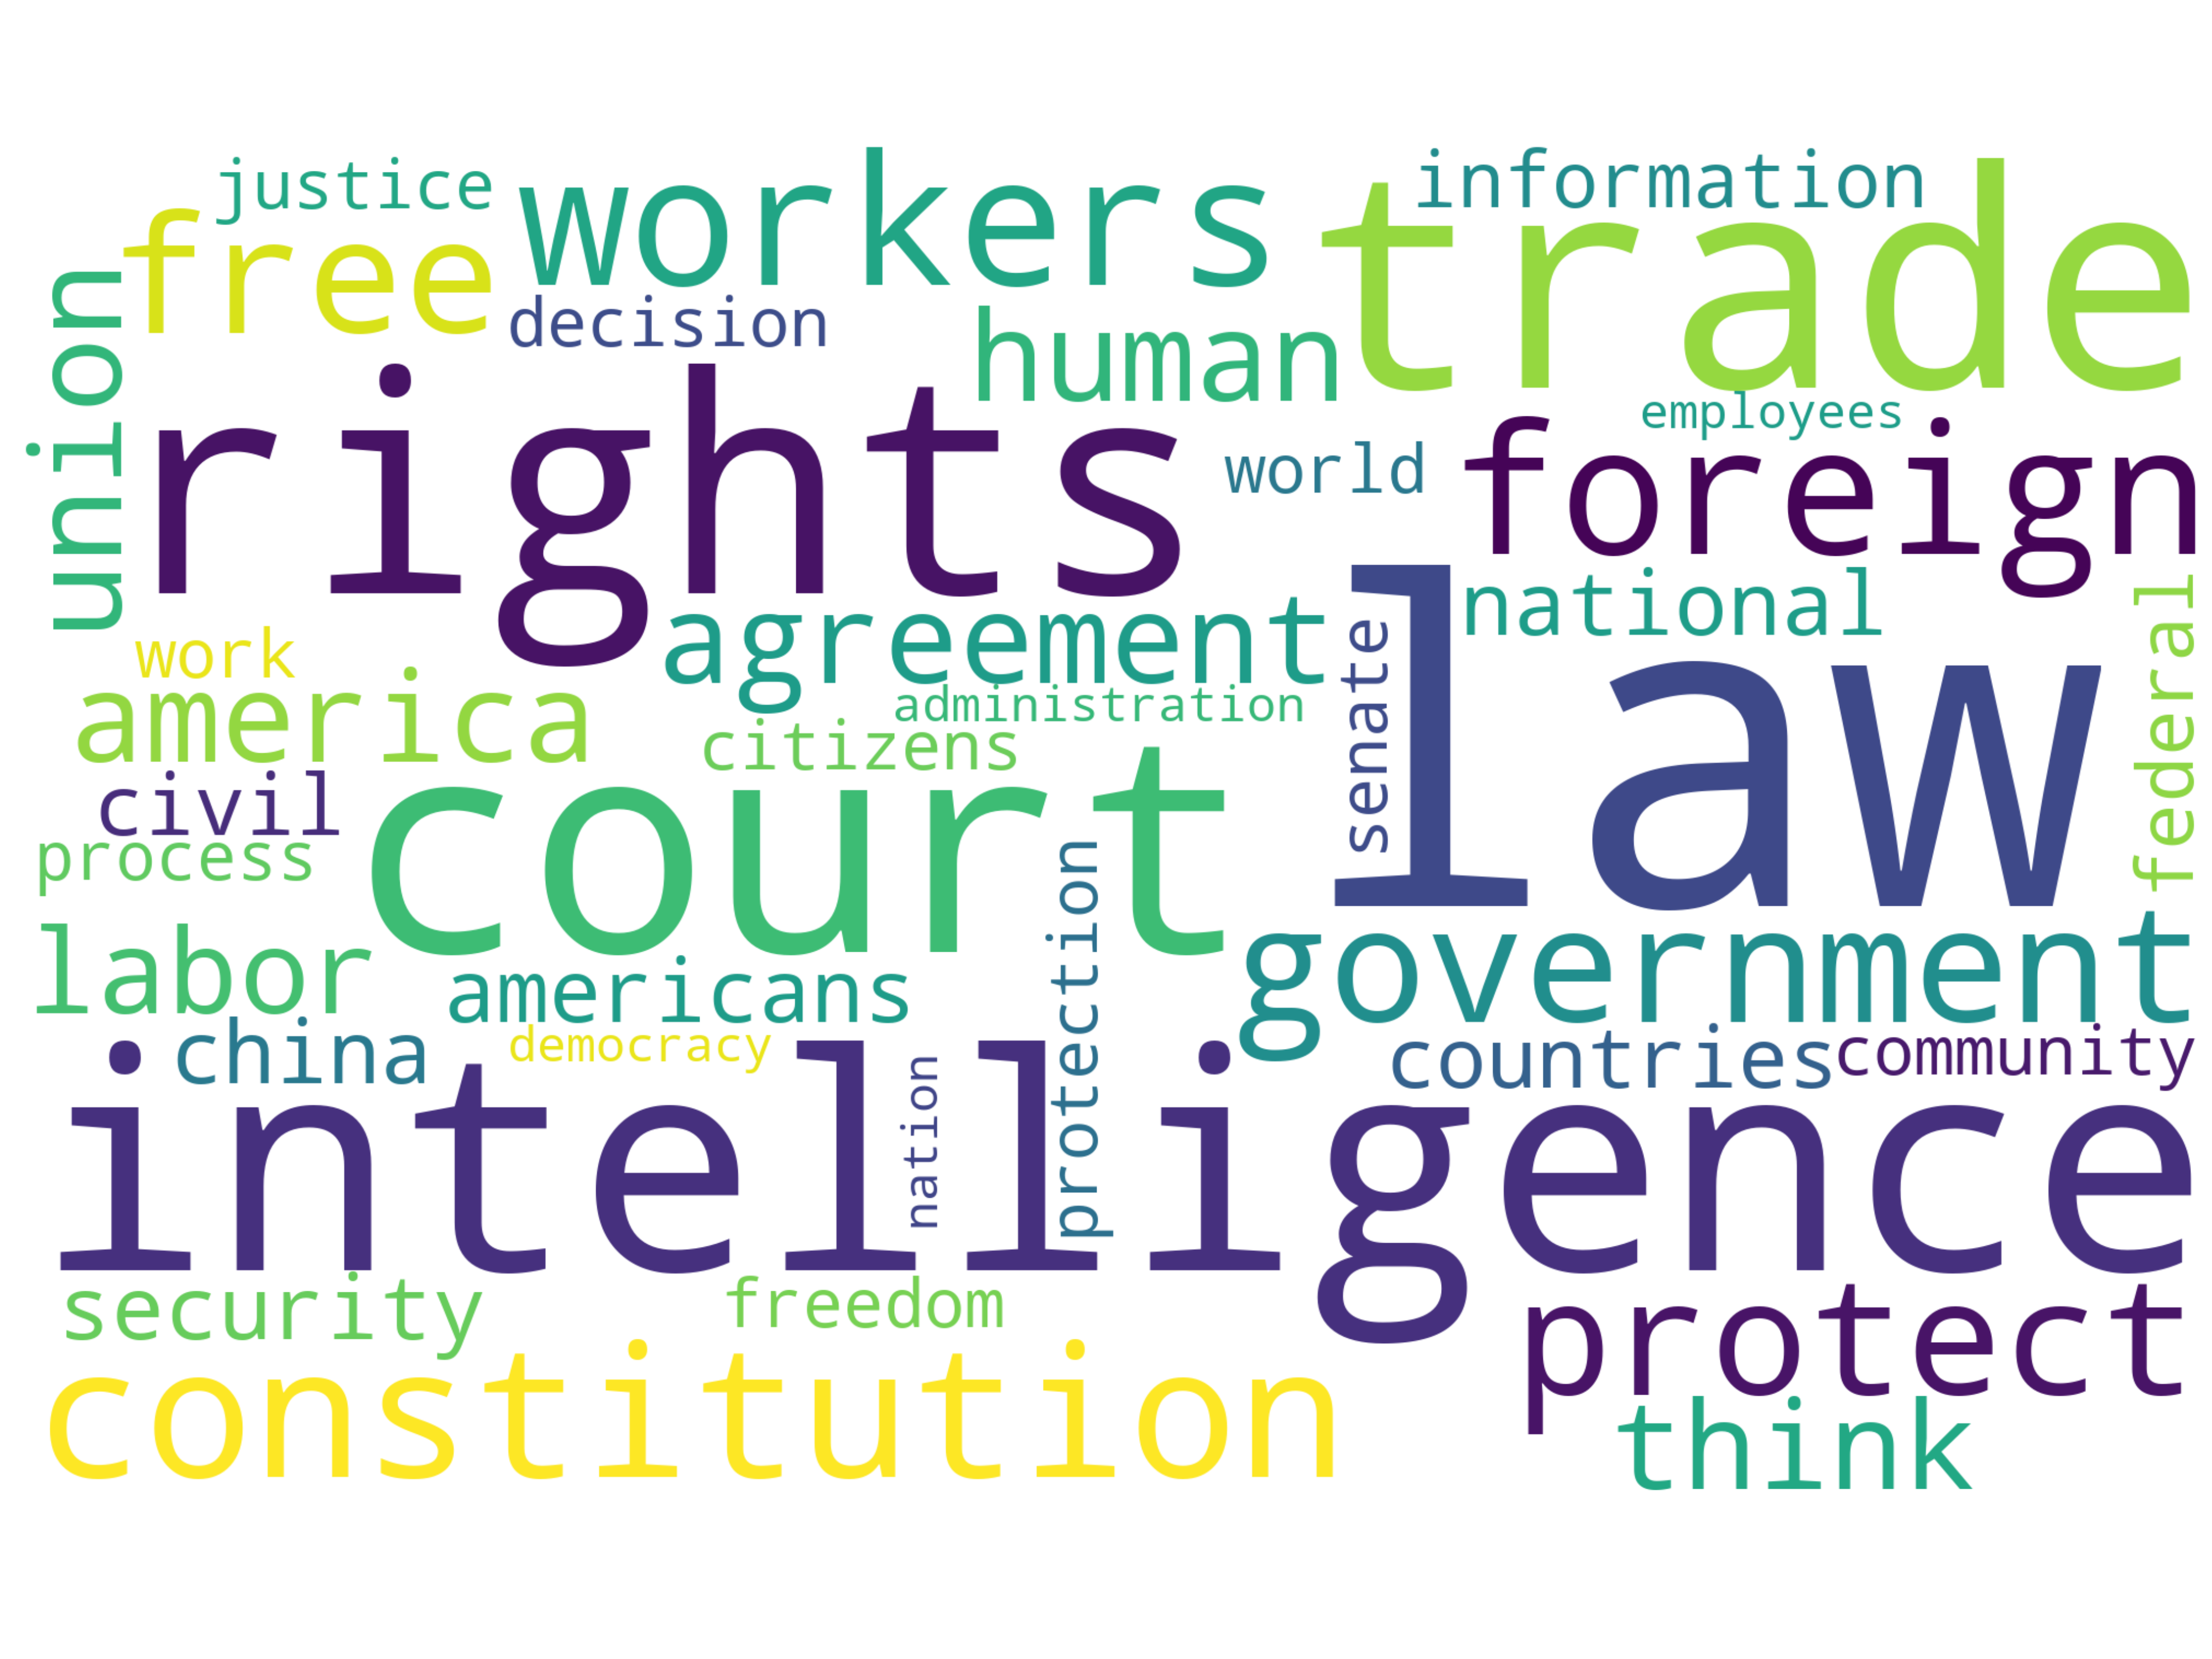 justice
workers
information
trade
free
union
decision
human
employees
rights
world
foreign
agreement
national
senate
federal
work
america
administration
citizens
law
civil
court
process
protection
labor
americans
government
china
democracy
countries
community
nation
intelligence
security
freedom
protect
constitution
think